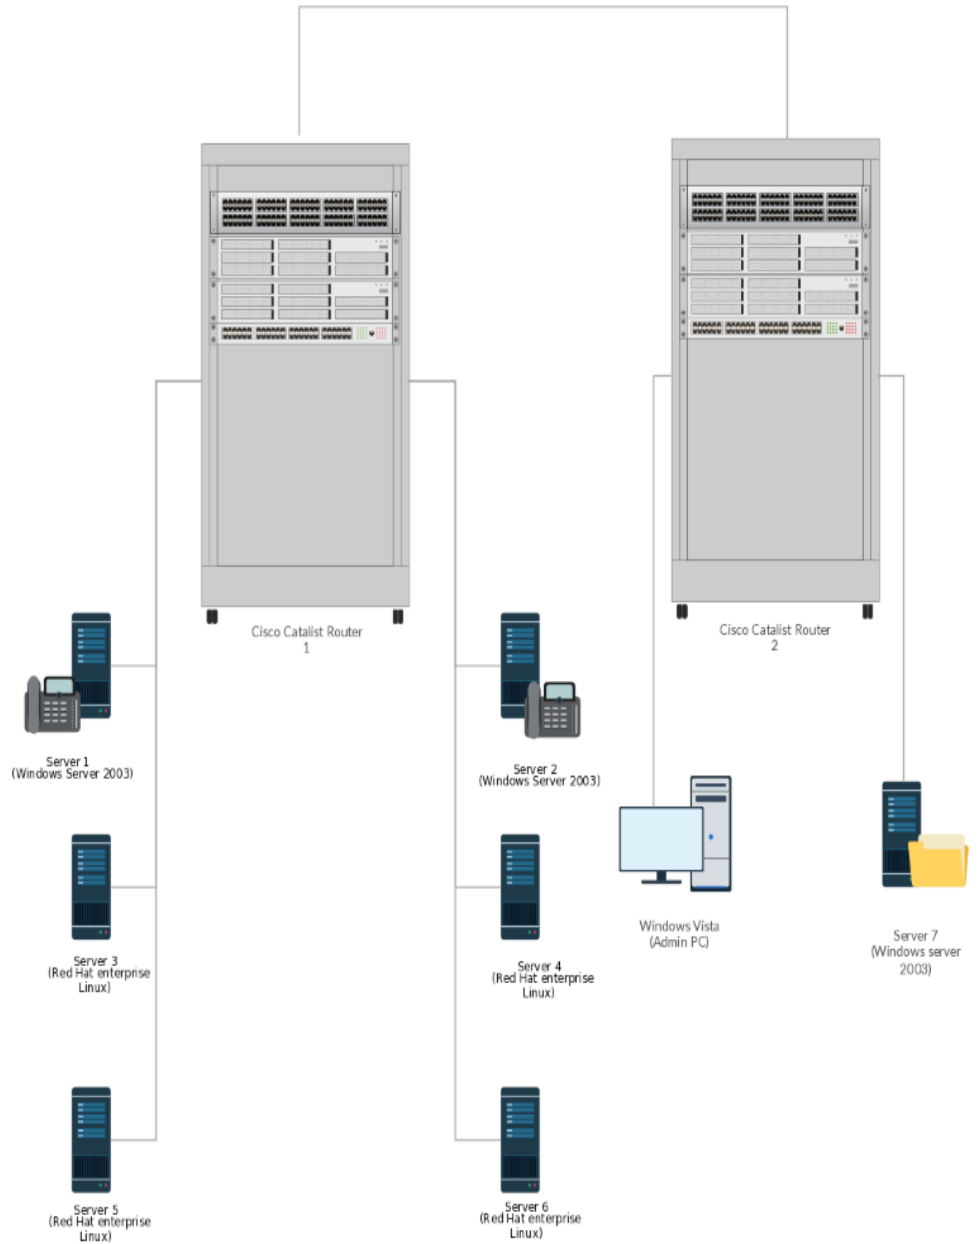 Cisco Catalist Router
1
Cisco Catalist Router
2
Server 1
(Windows Server 2003)
Server 2
(Windows Server 2003)
Windows Vista
(Admin PC)
Server 7
(Windows server
2003)
Server 3
(Red Hat enterprise
Linux)
Server 4
(Red Hat enterprise
Linux)
Server 5
(Red Hat enterprise
Linux)
Server 6
(Red Hat enterprise
Linux)